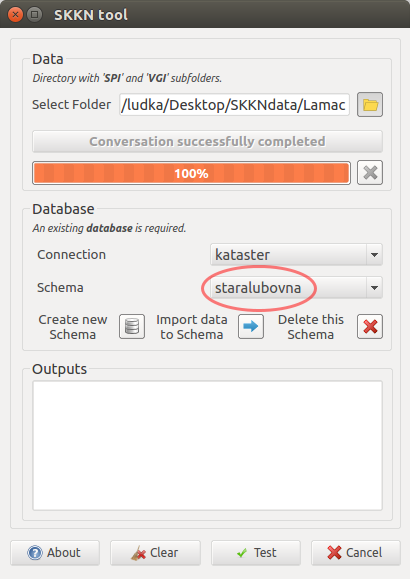 SKKN tool
Data
Directory with 'SPI' and 'VGI' subfolders.
Select Folder /ludka/Desktop/SKKNdata/Lamac
Conversation successfully completed
100%
Database
An existing database is required.
Connection kataster
Schema staralubovna
Create new Import data Delete this
Schema to Schema Schema
Outputs
About Clear Test Cancel